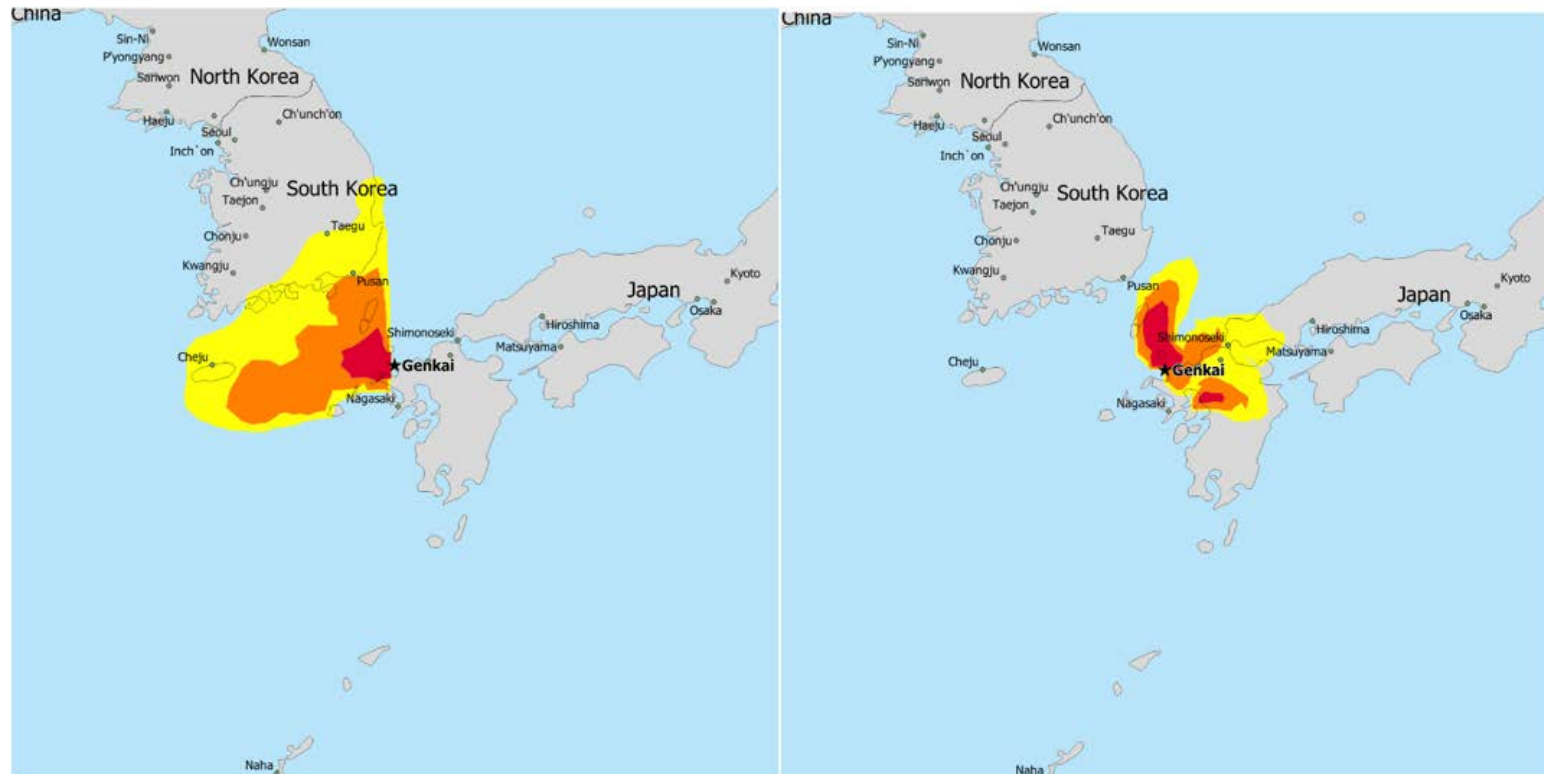 China
Sin-Ni
Wonsan
P'yongyang
North Korea
Sariwon
Haeju
Ch'unch'on
Seoul
Inch`on
Ch'ungju
South Korea
Taejon
Taegu
Chonju
Kwangju
Pusan
Kyoto
Japan
Osaka
Shimonoseki
Hiroshima
Matsuyama
Cheju
★Genkai
Nagasaki
Naha
China
Sin-Ni
Wonsan
P'yongyang
North Korea
Sariwon
Haeju
Ch'unch'on
Seoul
Inch`on
Ch'ungju
South Korea
Taejon
Taegu
Chonju
Kwangju
Pusan
Kyoto
Japan
Osaka
Shimonoseki
Hiroshima
Matsuyama
Cheju
★Genkai
Nagasaki
Naha